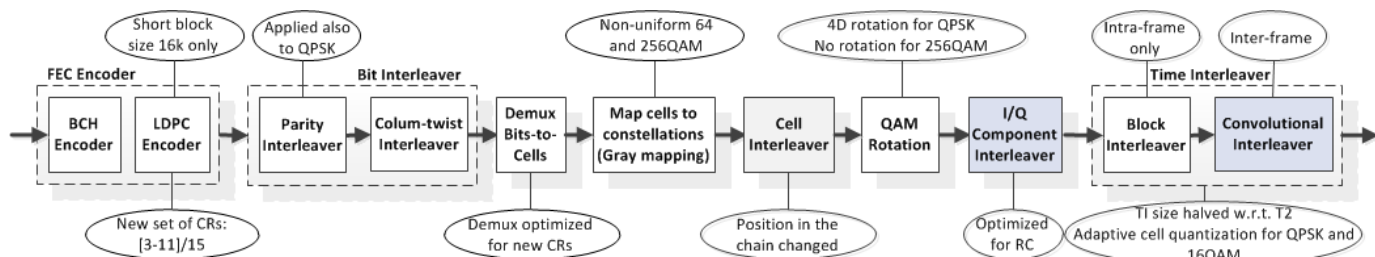 Short block
size 16k only
Applied also
to QPSK
Non-uniform 64
and 256QAM
4D rotation for QPSK
No rotation for 256QAM
Intra-frame
only
Inter-frame
FEC Encoder
Bit Interleaver
Time Interleaver
BCH
Encoder
LDPC
Encoder
Parity
Interleaver
Colum-twist
Interleaver
Demux
Bits-to-
Cells
Map cells to
constellations
(Gray mapping)
Cell
Interleaver
QAM
Rotation
I/Q
Component
Interleaver
Block
Interleaver
Convolutional
Interleaver
New set of CRs:
[3-11]/15
Demux optimized
for new CRs
Position in the
chain changed
Optimized
for RC
TI size halved w.r.t. T2
Adaptive cell quantization for QPSK and
16QAM